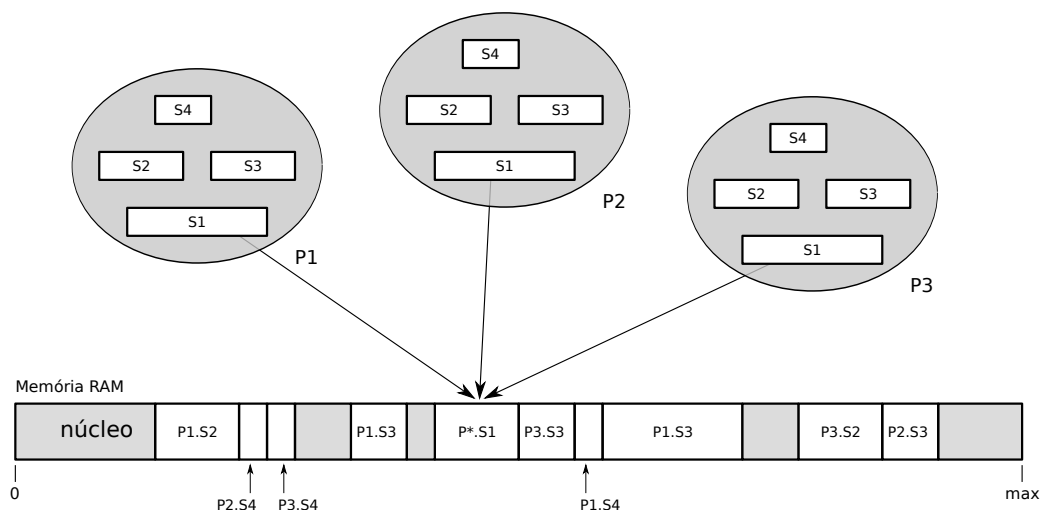 S4
S2 S3
S1
P1
S4
S2 S3
S1
P2
S4
S2 S3
S1
P3
Memória RAM
núcleo P1.S2 P1.S3 P*.S1 P3.S3 P1.S3 P3.S2 P2.S3
0 P2.S4 P3.S4 P1.S4 max